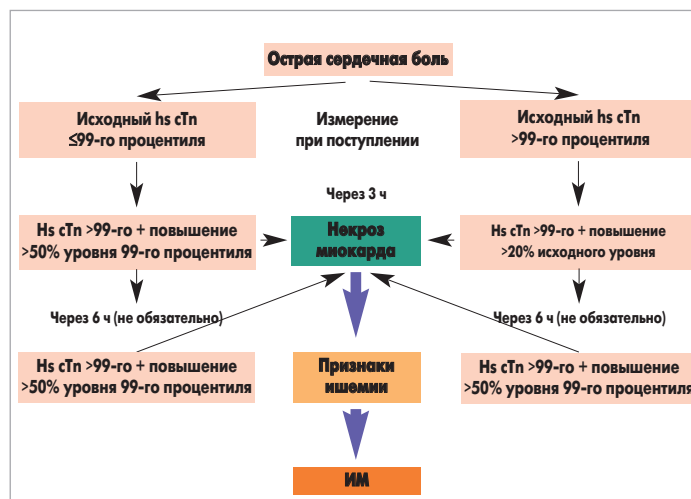 Острая сердечная боль
Исходный hs cTn
≤99-го процентиля
Измерение
при поступлении
Исходный hs cTn
>99-го процентиля
Через 3 ч
Hs cTn >99-го + повышение
>50% уровня 99-го процентиля
Некроз
миокарда
Hs cTn >99-го + повышение
>20% исходного уровня
Через 6 ч (не обязательно)
Через 6 ч (не обязательно)
Hs cTn >99-го + повышение
>50% уровня 99-го процентиля
Признаки
ишемии
Hs cTn >99-го + повышение
>50% уровня 99-го процентиля
ИМ